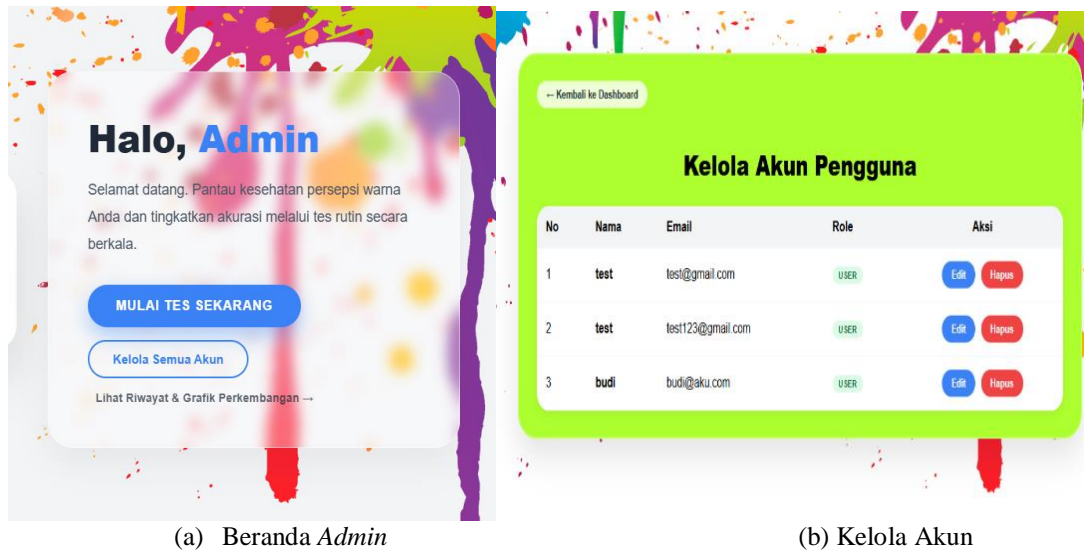 Halo, Admin
Selamat datang. Pantau kesehatan persepsi warna
Anda dan tingkatkan akurasi melalui tes rutin secara
berkala.
MULAI TES SEKARANG
Kelola Semua Akun
Lihat Riwayat & Grafik Perkembangan →
(a) Beranda Admin
← Kembali ke Dashboard
Kelola Akun Pengguna
No Nama Email Role Aksi
1 test test@gmail.com USER Edit Hapus
2 test test123@gmail.com USER Edit Hapus
3 budi budi@aku.com USER Edit Hapus
(b) Kelola Akun